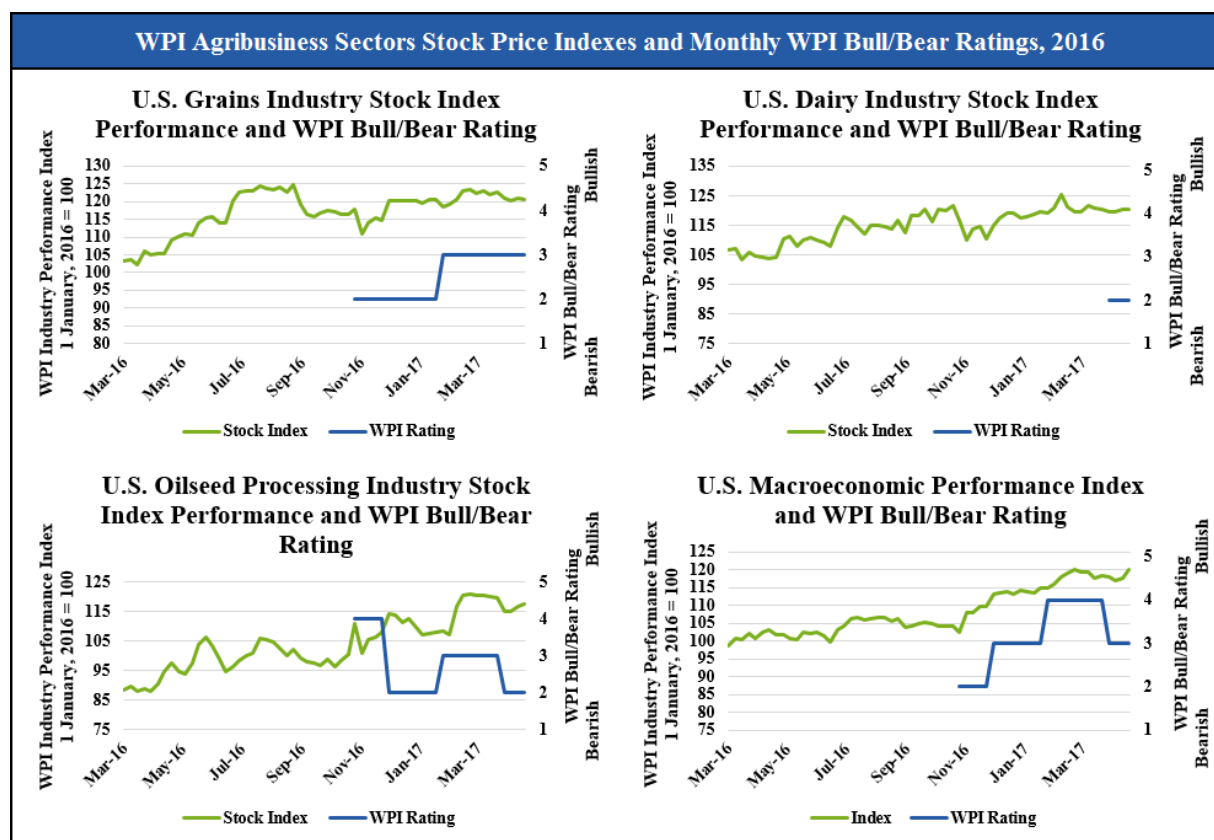 WPI Agribusiness Sectors Stock Price Indexes and Monthly WPI Bull/Bear Ratings, 2016
U.S. Grains Industry Stock Index
Performance and WPI Bull/Bear Rating
WPI Industry Performance Index
1 January, 2016 = 100
130
125
120
115
110
105
100
95
90
85
80
5
4
3
2
1
WPI Bull/Bear Rating
Bullish
Bearish
Mar-16
May-16
Jul-16
Sep-16
Nov-16
Jan-17
Mar-17
Stock Index
WPI Rating
U.S. Dairy Industry Stock Index
Performance and WPI Bull/Bear Rating
WPI Industry Performance Index
1 January, 2016 = 100
135
125
115
105
95
85
75
5
4
3
2
1
WPI Bull/Bear Rating
Bullish
Bearish
Mar-16
May-16
Jul-16
Sep-16
Nov-16
Jan-17
Mar-17
Stock Index
WPI Rating
U.S. Oilseed Processing Industry Stock
Index Performance and WPI Bull/Bear
Rating
WPI Industry Performance Index
1 January, 2016 = 100
125
115
105
95
85
75
5
4
3
2
1
WPI Bull/Bear Rating
Bullish
Bearish
Mar-16
May-16
Jul-16
Sep-16
Nov-16
Jan-17
Mar-17
Stock Index
WPI Rating
U.S. Macroeconomic Performance Index
and WPI Bull/Bear Rating
WPI Industry Performance Index
1 January, 2016 = 100
125
120
115
110
105
100
95
90
85
80
75
5
4
3
2
1
WPI Bull/Bear Rating
Bullish
Bearish
Mar-16
May-16
Jul-16
Sep-16
Nov-16
Jan-17
Mar-17
Index
WPI Rating